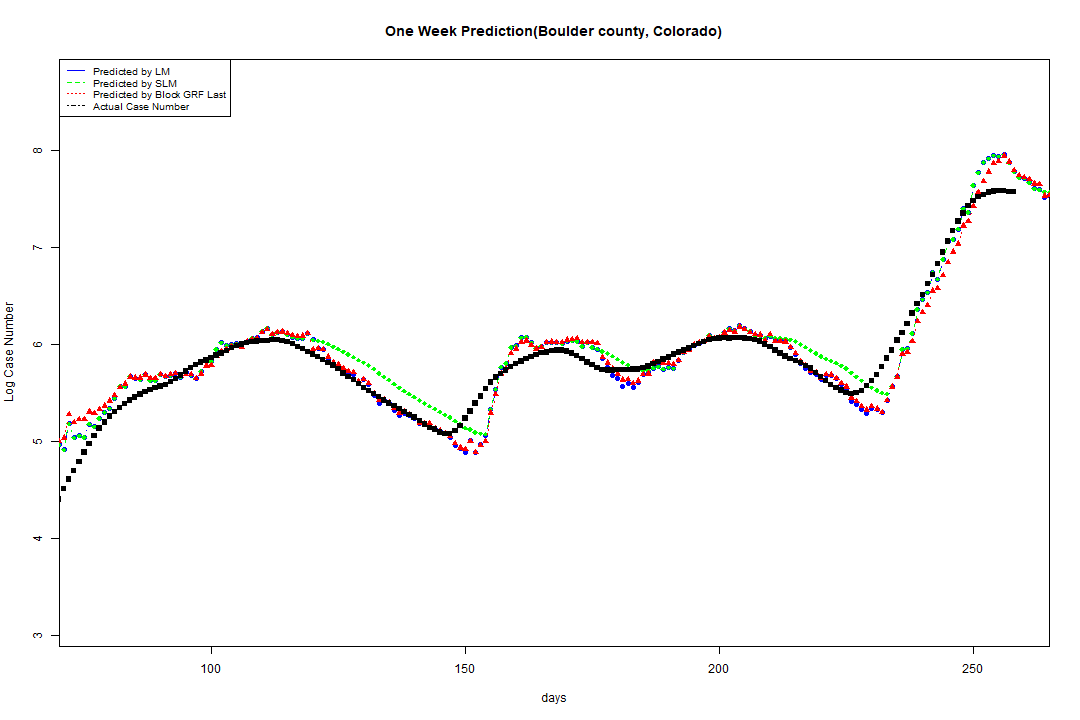 One Week Prediction(Boulder county, Colorado)
Predicted by LM
Predicted by SLM
Predicted by Block GRF Last
Actual Case Number
8
7
6
5
4
3
Log Case Number
100 150 200 250
days